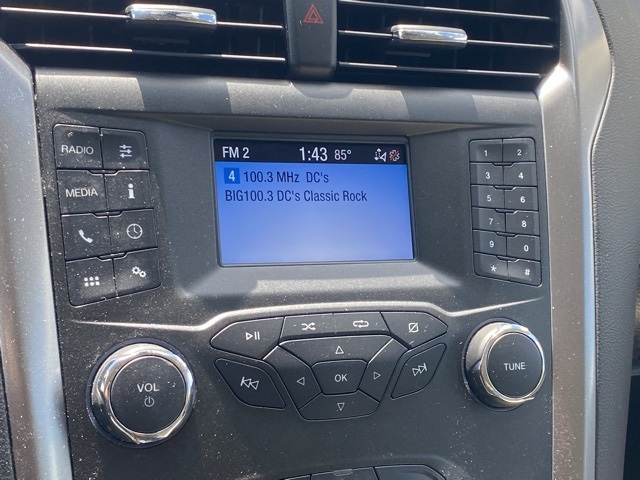 FM 2 1:43 85°
4 100.3 MHz DC's
BIG100.3 DC's Classic Rock
RADIO
MEDIA
i
1 2
3 4
5 6
7 8
9 0
* #
OK
VOL
TUNE